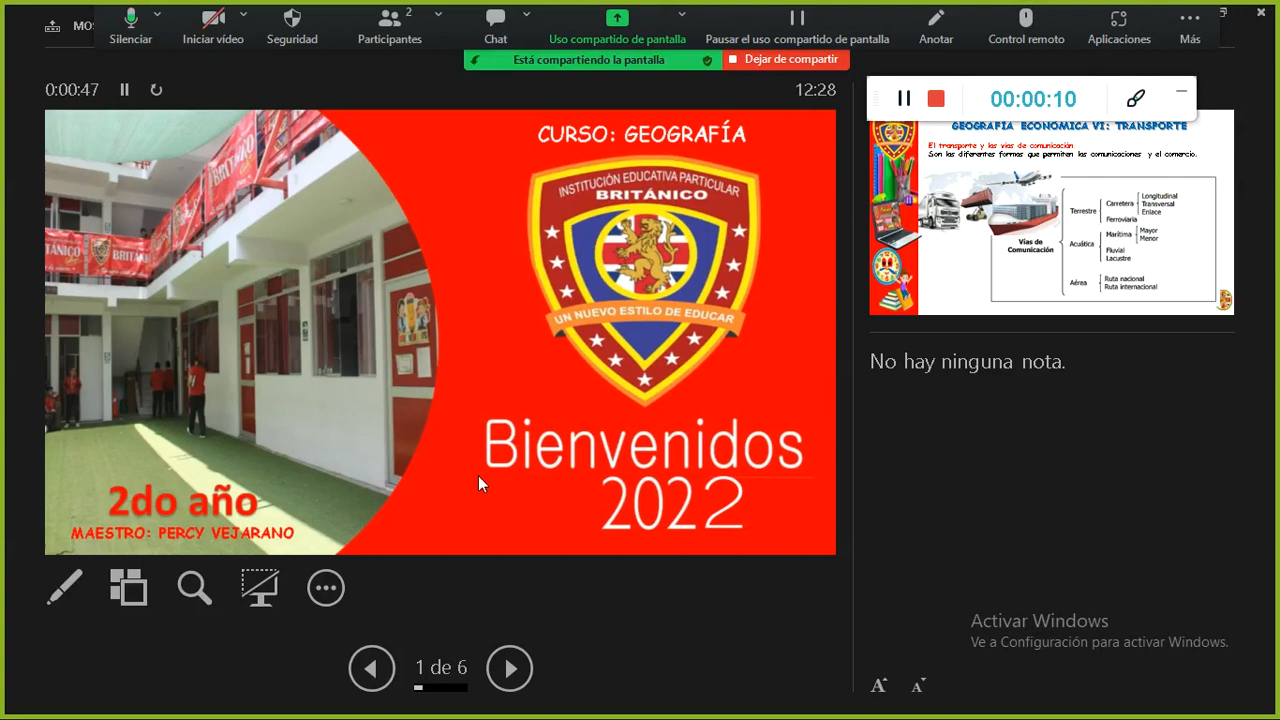 MOS
Silenciar
Iniciar vídeo
Seguridad
Participantes
2
Chat
Uso compartido de pantalla
Pausar el uso compartido de pantalla
Anotar
Control remoto
Aplicaciones
Más
Está compartiendo la pantalla
Dejar de compartir
0:00:47
12:28
00:00:10
CURSO: GEOGRAFÍA
INSTITUCIÓN EDUCATIVA PARTICULAR
BRITÁNICO
UN NUEVO ESTILO DE EDUCAR
Bienvenidos
2022
2do año
MAESTRO: PERCY VEJARANO
GEOGRAFÍA ECONÓMICA VI: TRANSPORTE
El transporte y las vías de comunicación
Son las diferentes formas que permiten las comunicaciones y el comercio.
Vías de
Comunicación
Terrestre
Carretera
Longitudinal
Transversal
Enlace
Ferroviaria
Acuática
Marítima
Mayor
Menor
Fluvial
Lacustre
Aérea
Ruta nacional
Ruta internacional
No hay ninguna nota.
1 de 6
Activar Windows
Ve a Configuración para activar Windows.
A A